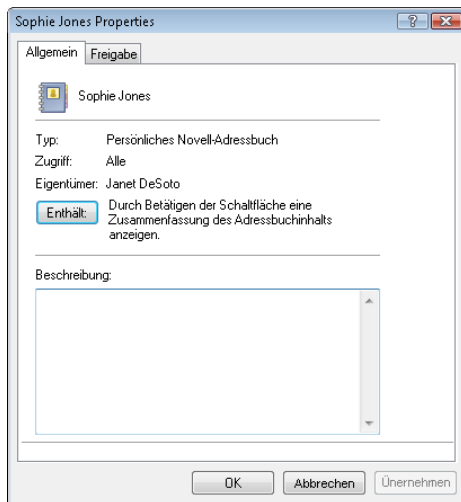 Sophie Jones Properties
Allgemein Freigabe
Sophie Jones
Typ: Persönliches Novell-Adressbuch
Zugriff: Alle
Eigentümer: Janet DeSoto
Enthält: Durch Betätigen der Schaltfläche eine
Zusammenfassung des Adressbuchinhalts
anzeigen.
Beschreibung:
OK Abbrechen Ünernehmen